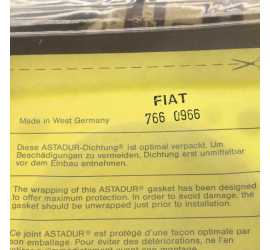 FIAT
766 0966
Made in West Germany
Diese ASTADUR-Dichtung® ist optimal verpackt. Um
Beschädigungen zu vermeiden, Dichtung erst unmittelbar
vor dem Einbau entnehmen.
The wrapping of this ASTADUR® gasket has been designed
to offer maximum protection. In order to avoid damage, the
gasket should be unwrapped just prior to installation.
Ce joint ASTADUR® est protégé d'une façon optimale par
son emballage. Pour éviter des détériorations, ne l'en